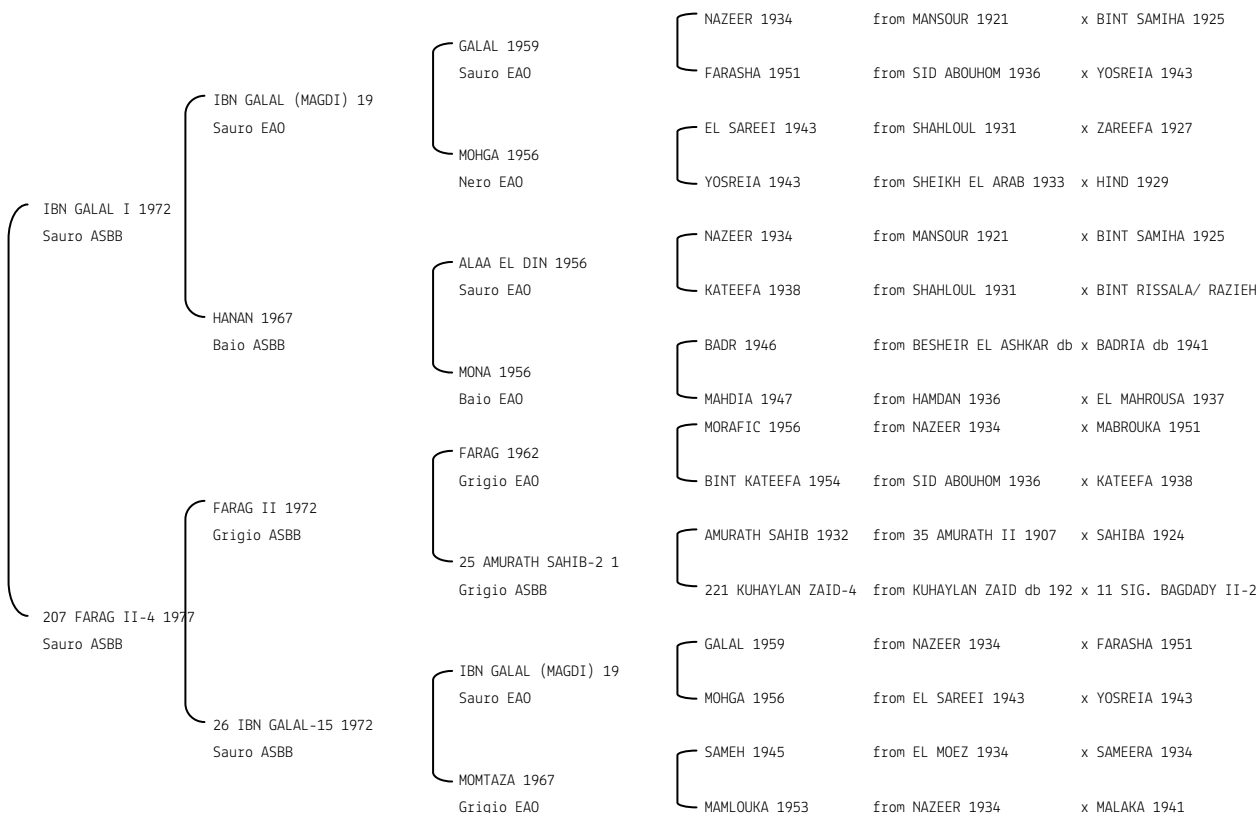 NAZEER 1934 from MANSOUR 1921 x BINT SAMIHA 1925
GALAL 1959
Sauro EAO
FARASHA 1951 from SID ABOUHOM 1936 x YOSREIA 1943
IBN GALAL (MAGDI) 19
Sauro EAO
EL SAREEI 1943 from SHAHLOUL 1931 x ZAREEFA 1927
MOHGA 1956
Nero EAO
YOSREIA 1943 from SHEIKH EL ARAB 1933 x HIND 1929
IBN GALAL I 1972
Sauro ASBB
NAZEER 1934 from MANSOUR 1921 x BINT SAMIHA 1925
ALAA EL DIN 1956
Sauro EAO
KATEEFA 1938 from SHAHLOUL 1931 x BINT RISSALA/ RAZIEH
HANAN 1967
Baio ASBB
BADR 1946 from BESHEIR EL ASHKAR db x BADRIA db 1941
MONA 1956
Baio EAO
MAHDIA 1947 from HAMDAN 1936 x EL MAHROUSA 1937
MORAFIC 1956 from NAZEER 1934 x MABROUKA 1951
FARAG 1962
Grigio EAO
BINT KATEEFA 1954 from SID ABOUHOM 1936 x KATEEFA 1938
FARAG II 1972
Grigio ASBB
AMURATH SAHIB 1932 from 35 AMURATH II 1907 x SAHIBA 1924
25 AMURATH SAHIB-2 1
Grigio ASBB
221 KUHAYLAN ZAID-4 from KUHAYLAN ZAID db 192 x 11 SIG. BAGDADY II-2
207 FARAG II-4 1977
Sauro ASBB
GALAL 1959 from NAZEER 1934 x FARASHA 1951
IBN GALAL (MAGDI) 19
Sauro EAO
MOHGA 1956 from EL SAREEI 1943 x YOSREIA 1943
26 IBN GALAL-15 1972
Sauro ASBB
SAMEH 1945 from EL MOEZ 1934 x SAMEERA 1934
MOMTAZA 1967
Grigio EAO
MAMLOUKA 1953 from NAZEER 1934 x MALAKA 1941